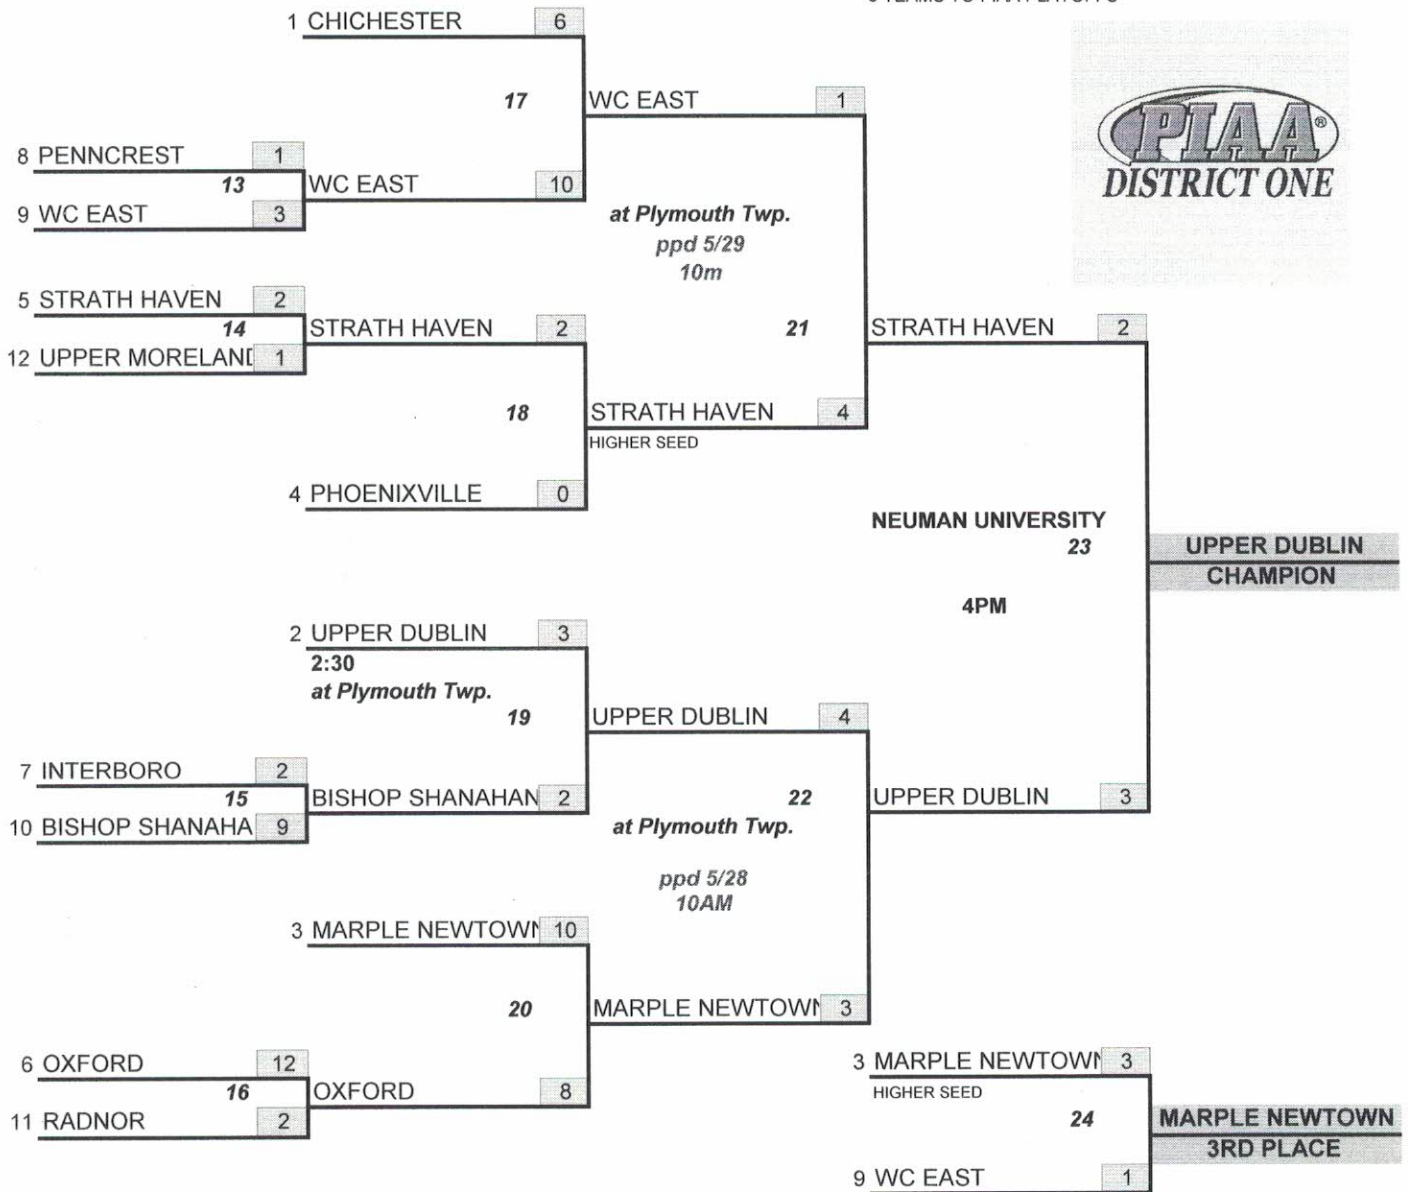 1 CHICHESTER 6
17 WC EAST 1
PIAA®
DISTRICT ONE
8 PENNCREST 1
13 WC EAST 10
9 WC EAST 3
at Plymouth Twp.
ppd 5/29
10m
5 STRATH HAVEN 2
14 STRATH HAVEN 2
21 STRATH HAVEN 2
12 UPPER MORELAND 1
18 STRATH HAVEN 4
HIGHER SEED
4 PHOENIXVILLE 0
NEUMAN UNIVERSITY
23
UPPER DUBLIN
CHAMPION
4PM
2 UPPER DUBLIN 3
2:30
at Plymouth Twp.
19 UPPER DUBLIN 4
7 INTERBORO 2
15 BISHOP SHANAHAN 2
22 UPPER DUBLIN 3
10 BISHOP SHANAHA 9
at Plymouth Twp.
ppd 5/28
10AM
3 MARPLE NEWTOWN 10
20 MARPLE NEWTOWN 3
6 OXFORD 12
16 OXFORD 8
11 RADNOR 2
3 MARPLE NEWTOWN 3
HIGHER SEED
24
MARPLE NEWTOWN
3RD PLACE
9 WC EAST 1